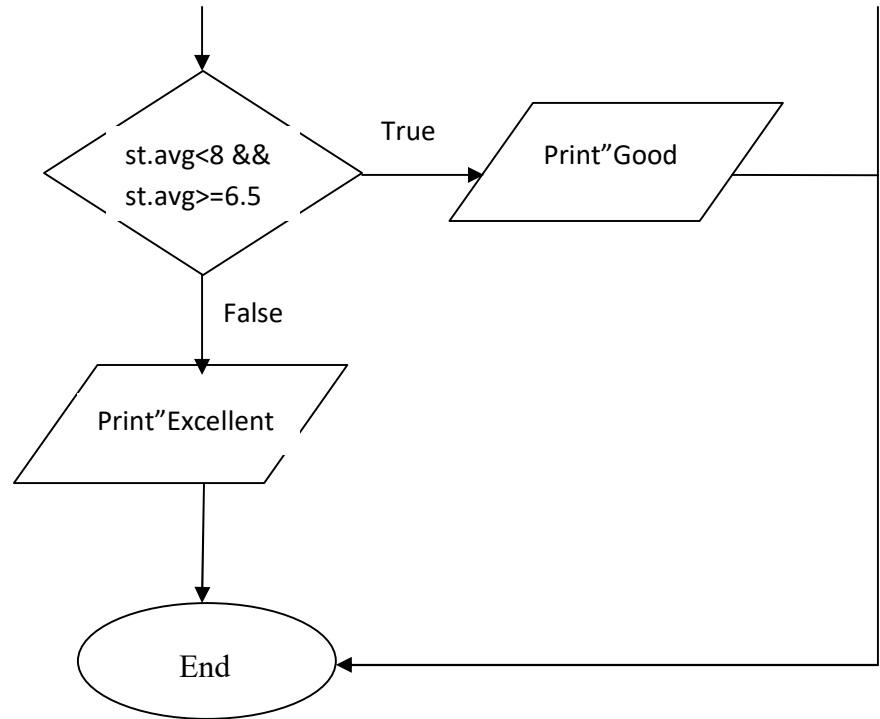 st.avg<8 &&
st.avg>=6.5
True
Print”Good
False
Print”Excellent
End